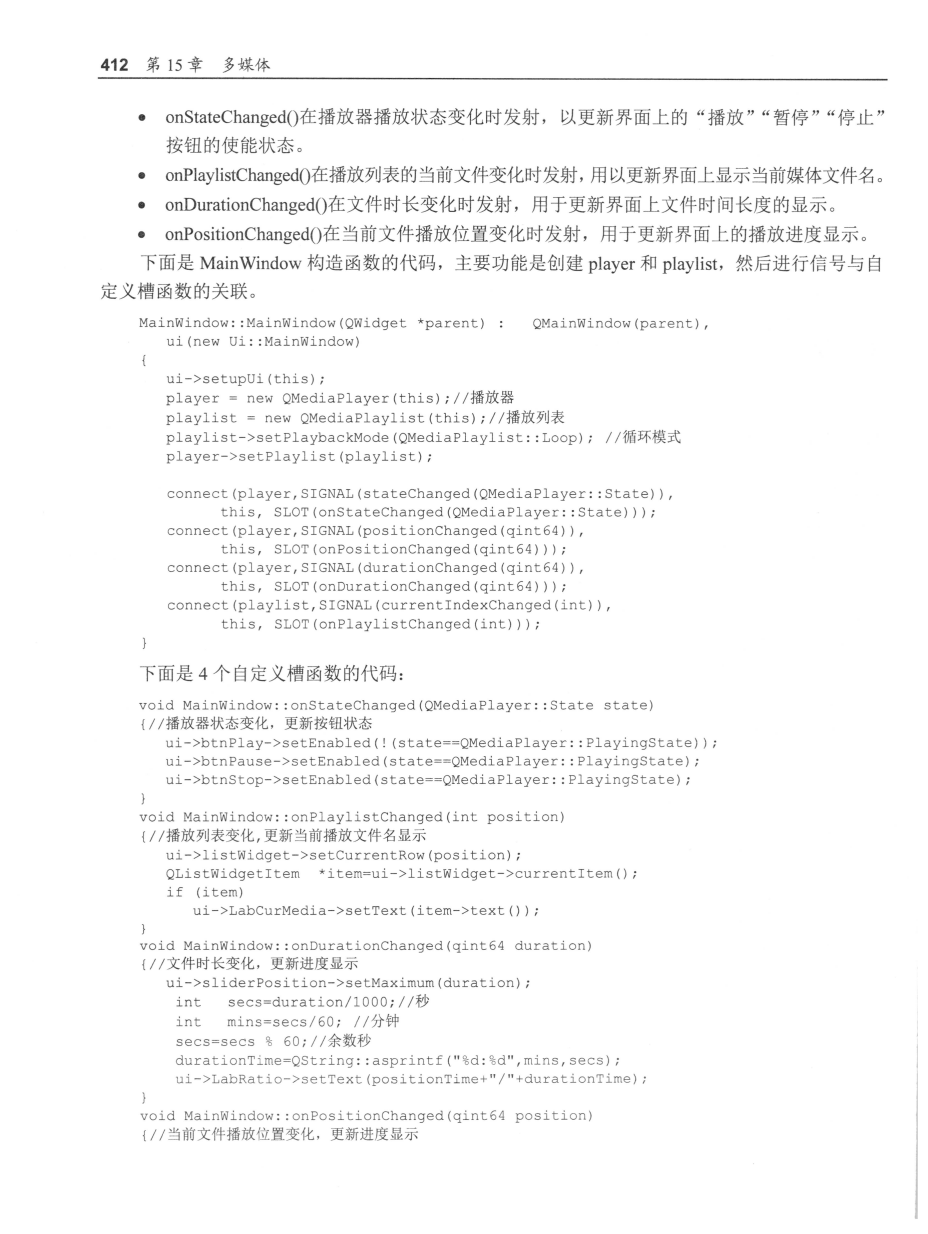 412 第 15 章 多媒体
• onStateChanged()在播放器播放状态变化时发射，以更新界面上的“播放”“暂停”“停止”
按钮的使能状态。
• onPlaylistChanged()在播放列表的当前文件变化时发射，用以更新界面上显示当前媒体文件名。
• onDurationChanged()在文件时长变化时发射，用于更新界面上文件时间长度的显示。
• onPositionChanged()在当前文件播放位置变化时发射，用于更新界面上的播放进度显示。
下面是 MainWindow 构造函数的代码，主要功能是创建 player 和 playlist，然后进行信号与自
定义槽函数的关联。
MainWindow::MainWindow(QWidget *parent) :   QMainWindow(parent),
   ui(new Ui::MainWindow)
{
   ui->setupUi(this);
   player = new QMediaPlayer(this);//播放器
   playlist = new QMediaPlaylist(this);//播放列表
   playlist->setPlaybackMode(QMediaPlaylist::Loop); //循环模式
   player->setPlaylist(playlist);
   connect(player,SIGNAL(stateChanged(QMediaPlayer::State)),
         this, SLOT(onStateChanged(QMediaPlayer::State)));
   connect(player,SIGNAL(positionChanged(qint64)),
         this, SLOT(onPositionChanged(qint64)));
   connect(player,SIGNAL(durationChanged(qint64)),
         this, SLOT(onDurationChanged(qint64)));
   connect(playlist,SIGNAL(currentIndexChanged(int)),
         this, SLOT(onPlaylistChanged(int)));
}
下面是 4 个自定义槽函数的代码：
void MainWindow::onStateChanged(QMediaPlayer::State state)
{//播放器状态变化，更新按钮状态
   ui->btnPlay->setEnabled(!(state==QMediaPlayer::PlayingState));
   ui->btnPause->setEnabled(state==QMediaPlayer::PlayingState);
   ui->btnStop->setEnabled(state==QMediaPlayer::PlayingState);
}
void MainWindow::onPlaylistChanged(int position)
{//播放列表变化,更新当前播放文件名显示
   ui->listWidget->setCurrentRow(position);
   QListWidgetItem  *item=ui->listWidget->currentItem();
   if (item)
      ui->LabCurMedia->setText(item->text());
}
void MainWindow::onDurationChanged(qint64 duration)
{//文件时长变化，更新进度显示
   ui->sliderPosition->setMaximum(duration);
    int   secs=duration/1000;//秒
    int   mins=secs/60; //分钟
    secs=secs % 60;//余数秒
    durationTime=QString::asprintf("%d:%d",mins,secs);
    ui->LabRatio->setText(positionTime+"/"+durationTime);
}
void MainWindow::onPositionChanged(qint64 position)
{//当前文件播放位置变化，更新进度显示